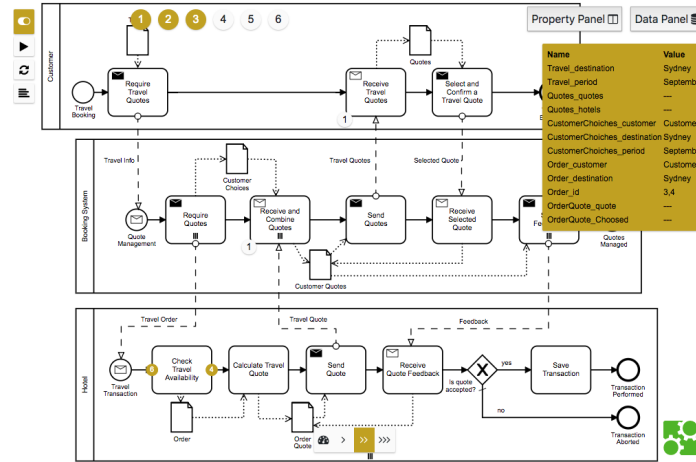 1 2 3 4 5 6
Property Panel
Data Panel
Name Value
Travel_destination Sydney
Travel_period Septemb
Quotes_quotes —
Quotes_hotels —
CustomerChoiches_customer Custome
CustomerChoiches_destination Sydney
CustomerChoiches_period Septemb
Order_customer Custome
Order_destination Sydney
Order_id 3,4
OrderQuote_quote —
OrderQuote_Choosed —
Customer
Travel
Booking
Require
Travel
Quotes
Receive
Travel
Quotes
1
Quotes
Select and
Confirm a
Travel Quote
Booking System
Travel Info
Customer
Choices
Travel Quotes
Selected Quote
Quote
Management
Require
Quotes
Receive and
Combine
Quotes
1
Send
Quotes
Receive
Selected
Quote
Customer Quotes
Quotes
Managed
Hotel
Travel Order
Travel Quote
Feedback
Travel
Transaction
Check
Travel
Availability
Order
Calculate Travel
Quote
Order
Quote
Send
Quote
Receive
Quote Feedback
Is quote
accepted?
yes
no
Save
Transaction
Transaction
Performed
Transaction
Aborted